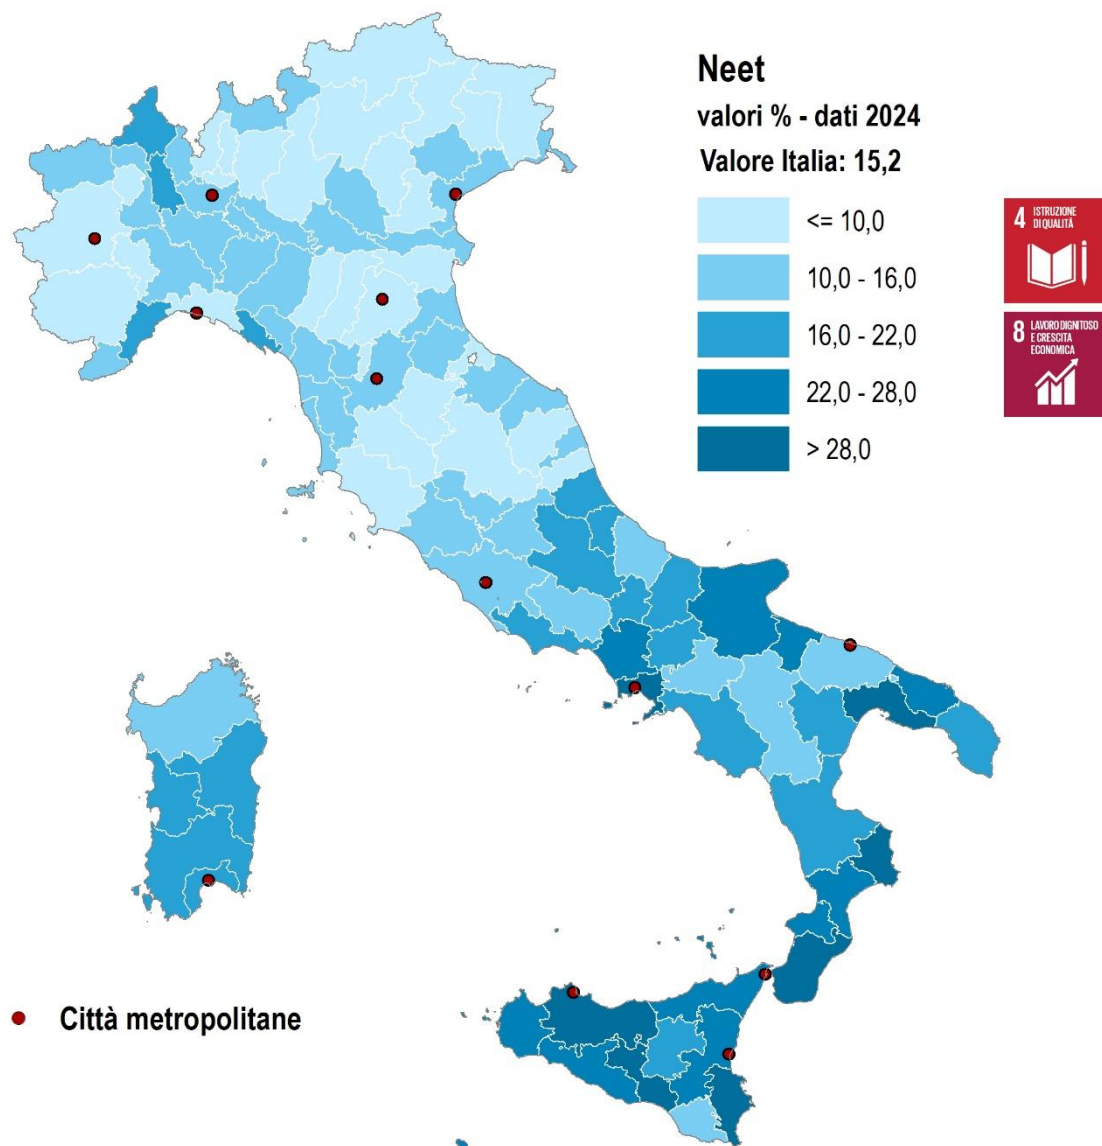 Neet
valori % - dati 2024
Valore Italia: 15,2
<= 10,0
10,0 - 16,0
16,0 - 22,0
22,0 - 28,0
> 28,0
4 ISTRUZIONE
DI QUALITÀ
8 LAVORO DIGNITOSO
E CRESCITA
ECONOMICA
Città metropolitane